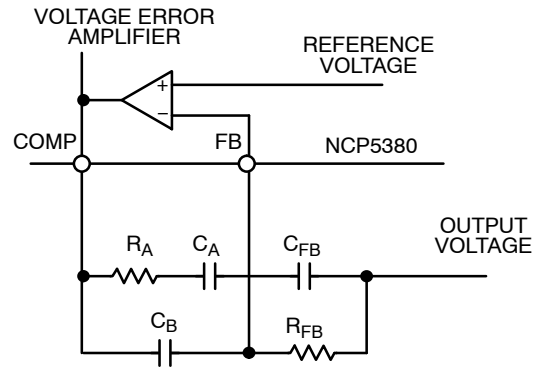 VOLTAGE ERROR
AMPLIFIER
REFERENCE
VOLTAGE
+
−
COMP
FB
NCP5380
OUTPUT
VOLTAGE
RA
CA
CFB
CB
RFB